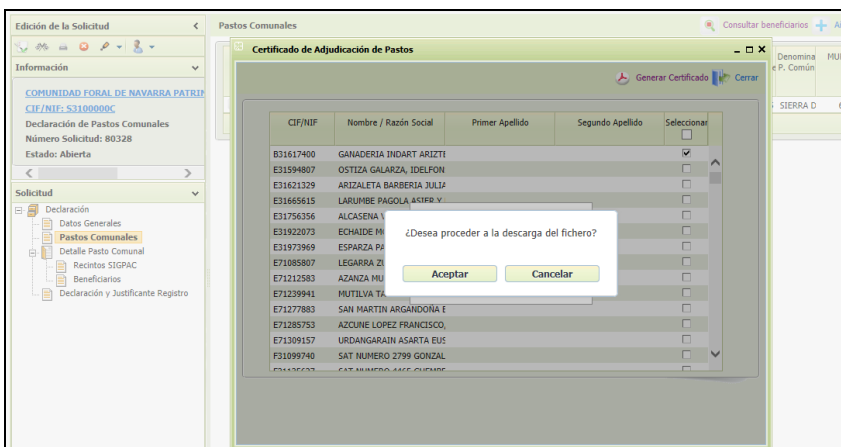 Edición de la Solicitud
Información
COMUNIDAD FORAL DE NAVARRA
CIF/NIF: S3100000C
Declaración de Pastos Comunales
Número Solicitud: 80328
Estado: Abierta
Solicitud
Declaración
Datos Generales
Pastos Comunales
Detalle Pasto Comunal
Recintos SIGPAC
Beneficiarios
Declaración y Justificante Registro
Pastos Comunales
Consultar beneficiarios
Denomina
P. Común
SIERRA D
Certificado de Adjudicación de Pastos
Generar Certificado Cerrar
CIF/NIF Nombre / Razón Social Primer Apellido Segundo Apellido Seleccionar
B31617400 GANADERIA INDART ARIZTE
E31594807 OSTIZA GALARZA, IDELFON
E31621329 ARIZALETA BARBERIA JULIA
E31665615 LARUMBE PAGOLA ASIER Y
E31756356 ALCASENA
E31922073 ECHAIDE
E31973969 ESPARZA
E71085807 LEGARRA
E71212583 AZANZA MU
E71239941 MUTILVA
E71277883 SAN MARTIN ARGANDOÑA E
E71285753 AZCUNE LOPEZ FRANCISCO,
E71309157 URDANGARAIN ASARTA EUS
F31099740 SAT NUMERO 2799 GONZAL
¿Desea proceder a la descarga del fichero?
Aceptar Cancelar